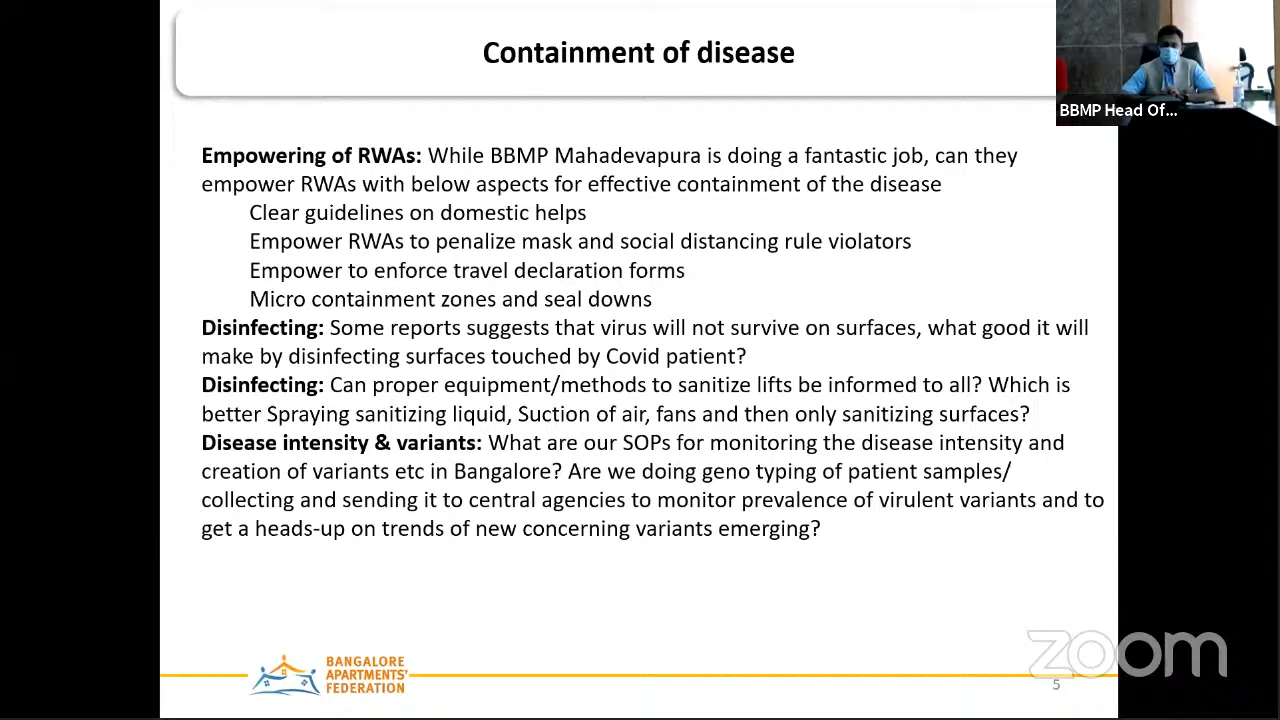 Containment of disease
BBMP Head Of...
Empowering of RWAs: While BBMP Mahadevapura is doing a fantastic job, can they
empower RWAs with below aspects for effective containment of the disease
Clear guidelines on domestic helps
Empower RWAs to penalize mask and social distancing rule violators
Empower to enforce travel declaration forms
Micro containment zones and seal downs
Disinfecting: Some reports suggests that virus will not survive on surfaces, what good it will
make by disinfecting surfaces touched by Covid patient?
Disinfecting: Can proper equipment/methods to sanitize lifts be informed to all? Which is
better Spraying sanitizing liquid, Suction of air, fans and then only sanitizing surfaces?
Disease intensity & variants: What are our SOPs for monitoring the disease intensity and
creation of variants etc in Bangalore? Are we doing geno typing of patient samples/
collecting and sending it to central agencies to monitor prevalence of virulent variants and to
get a heads-up on trends of new concerning variants emerging?
BANGALORE
APARTMENTS'
FEDERATION
zoom
5